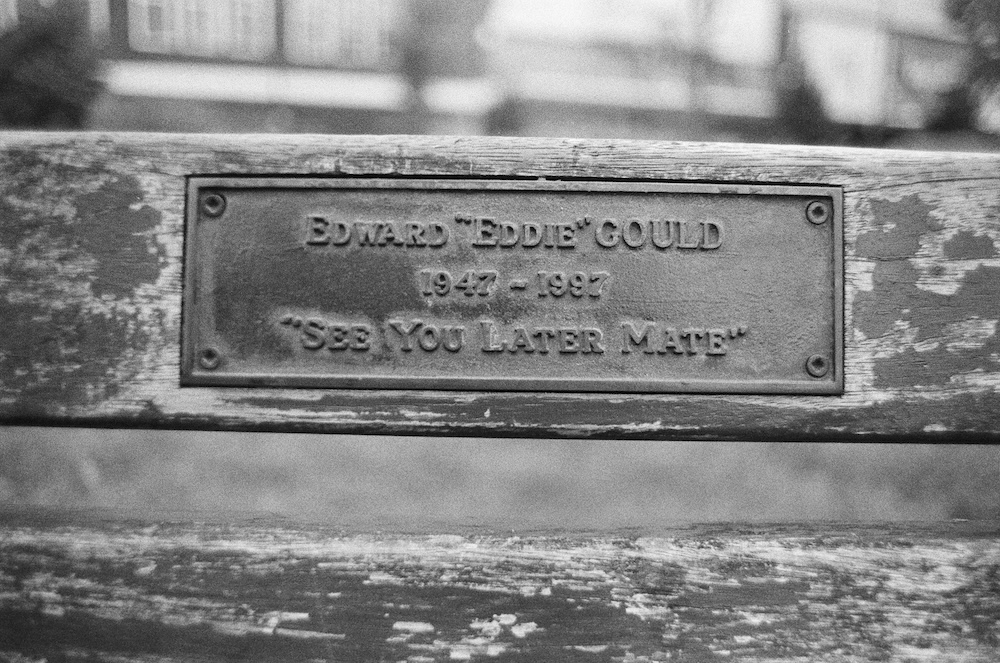 Edward "Eddie" GOULD
1947 - 1997
"See You Later Mate"